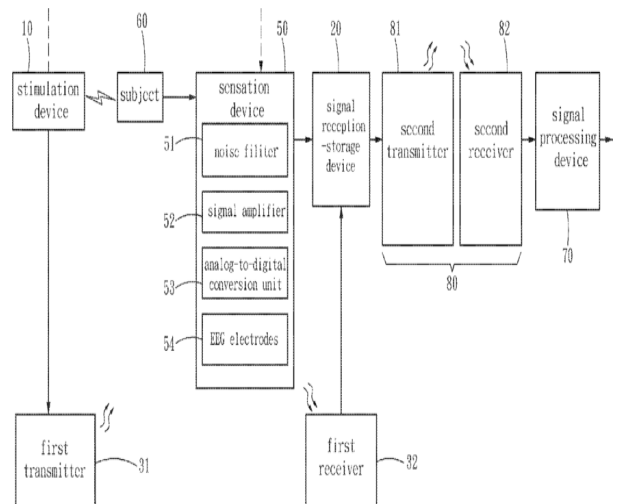 10
60
50
20
81
82
stimulation
device
subject
sensation
device
signal
reception
-storage
device
second
transmitter
second
receiver
signal
processing
device
51
noise filiter
52
signal amplifier
53
analog-to-digital
conversion unit
54
EEG electrodes
80
70
first
transmitter
31
first
receiver
32